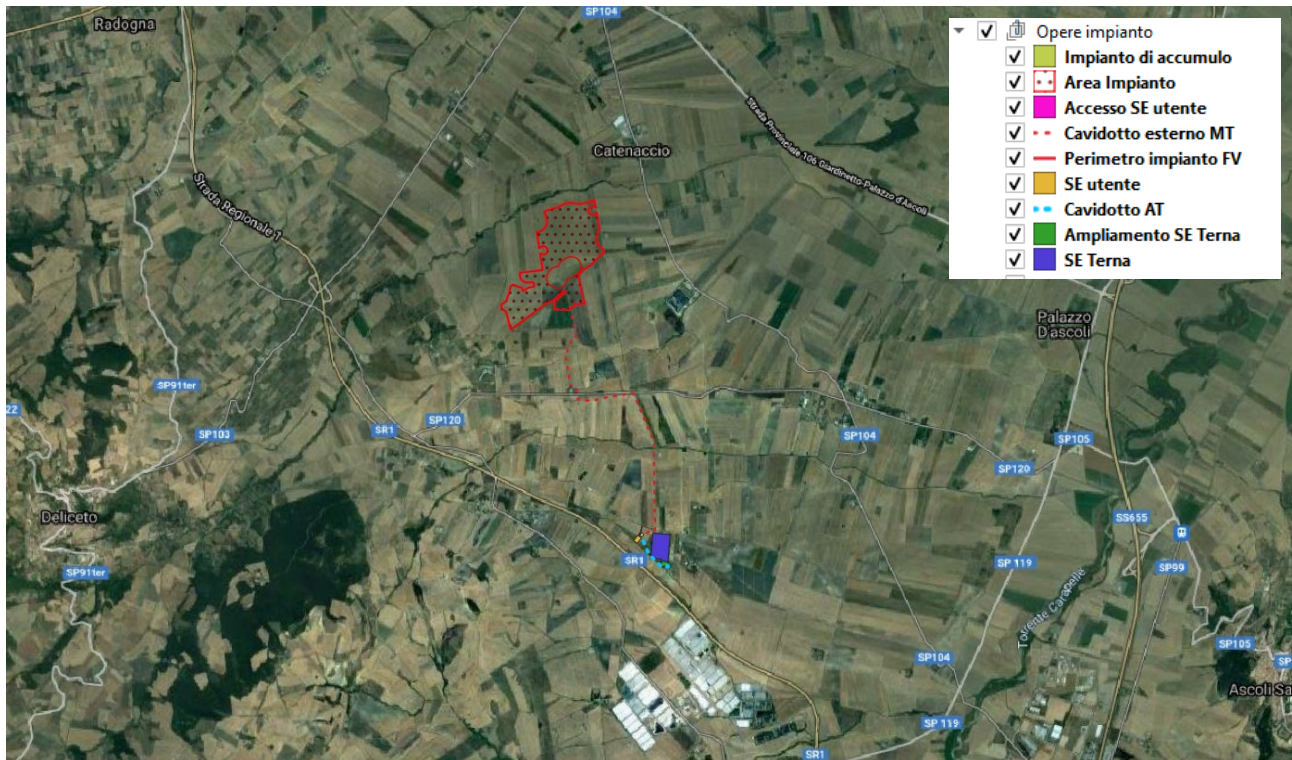 SP104
Radogna
Opere impianto
Impianto di accumulo
Area Impianto
Accesso SE utente
Cavidotto esterno MT
Perimetro impianto FV
SE utente
Cavidotto AT
Ampliamento SE Terna
SE Terna
Strada Provinciale 106 Giardinetto-Palazzo d'Ascoli
Catenaccio
Strada Regionale 1
Palazzo
D'ascoli
SP91ter
22
SP120
SR1
SP103
SP104
SP105
SP120
Deliceto
SS655
SR1
SP 119
SP99
SP91ter
Torrente Carapelle
SP105
SP104
SP
Ascoli Sa
SP 119
SR1